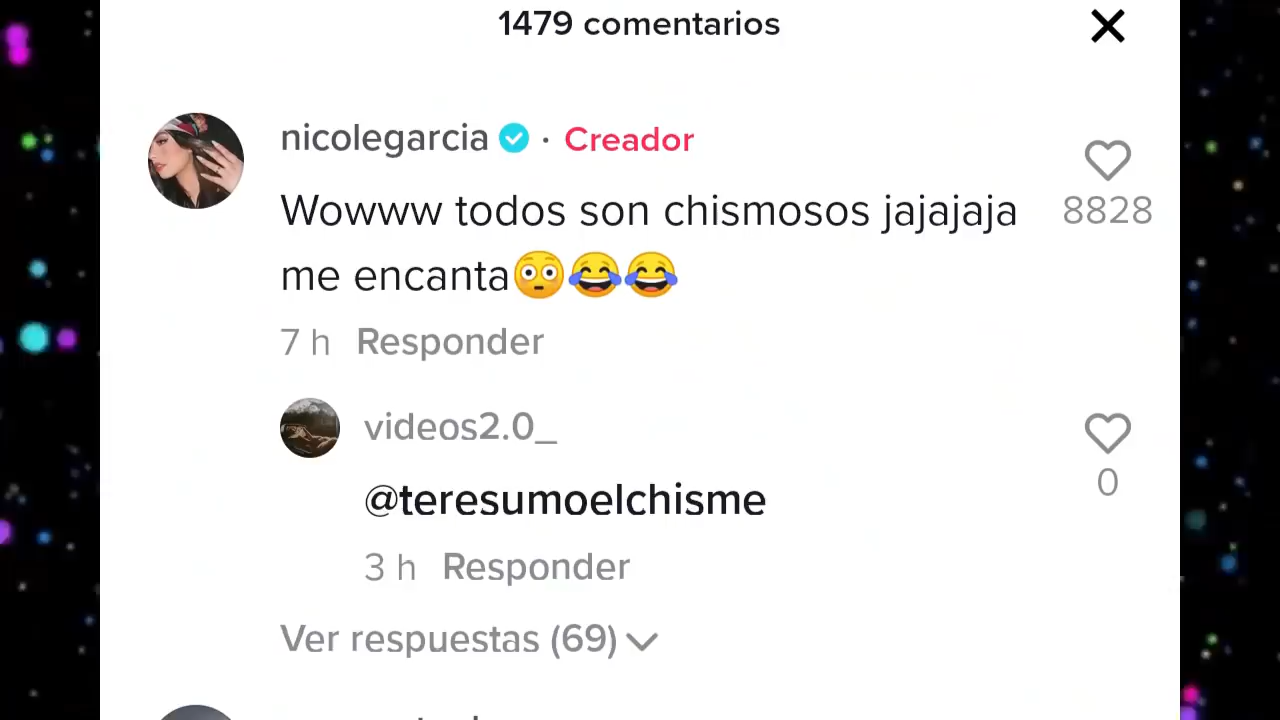 1479 comentarios
nicolegarcia · Creador
Wowww todos son chismosos jajajaja
8828
me encanta😳😂😂
7 h Responder
videos2.0_
0
@teresumoelchisme
3 h Responder
Ver respuestas (69)